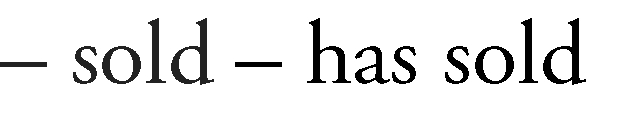 – sold – has sold